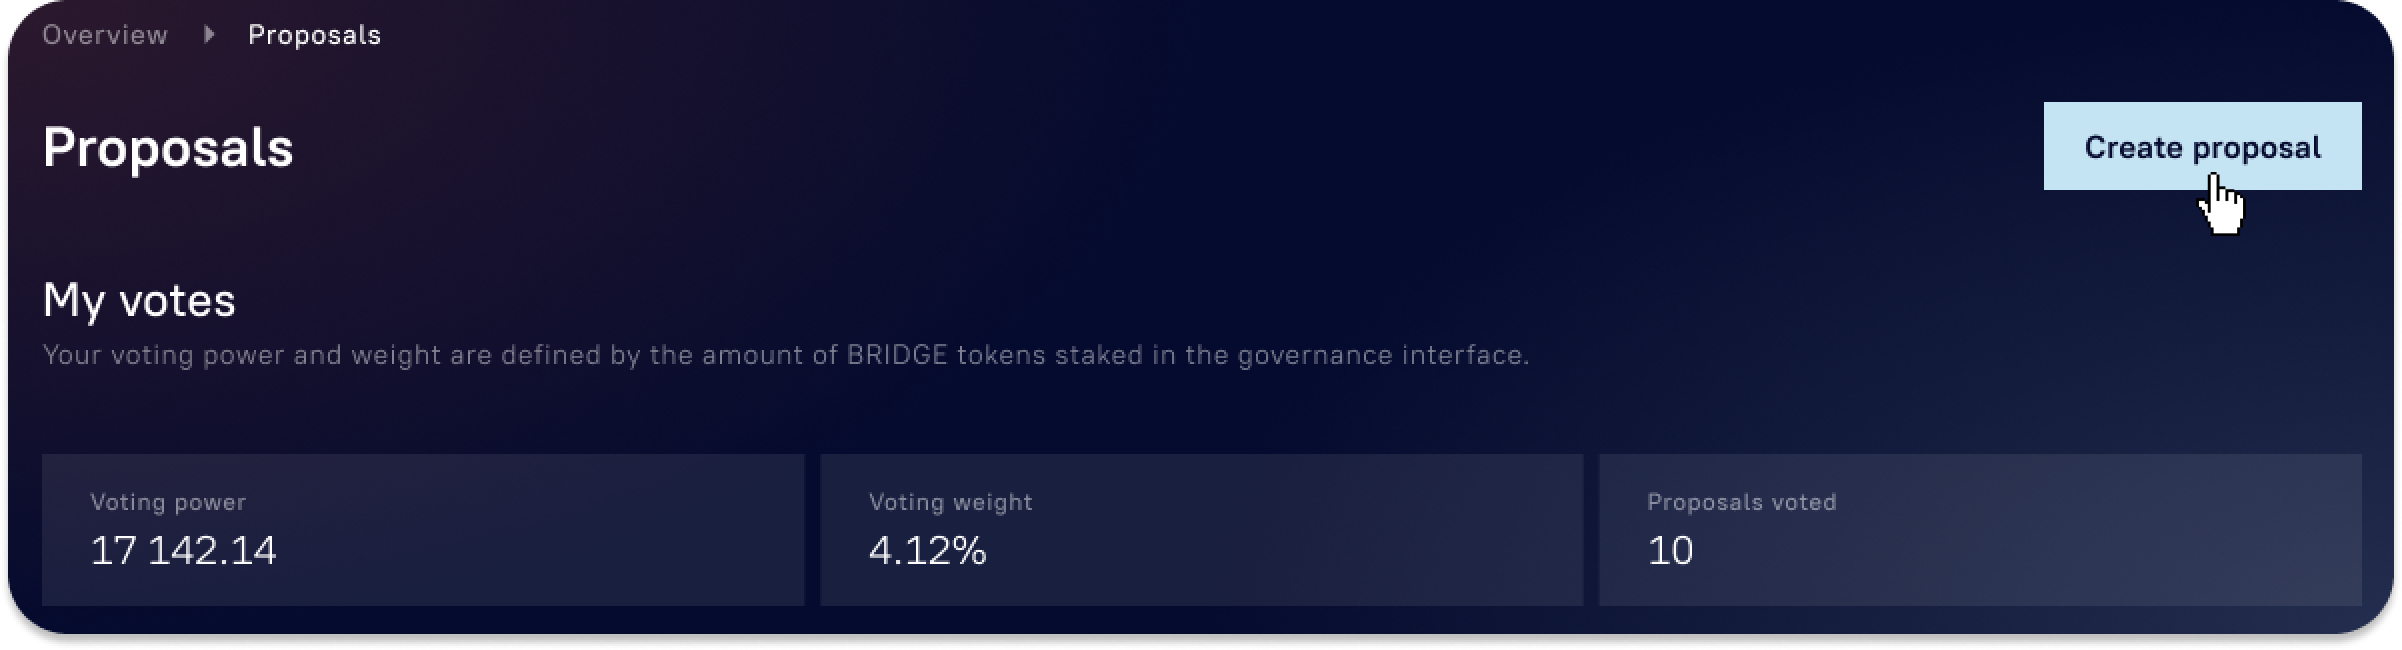 Overview Proposals
Proposals
Create proposal
My votes
Your voting power and weight are defined by the amount of BRIDGE tokens staked in the governance interface.
Voting power
17 142.14
Voting weight
4.12%
Proposals voted
10